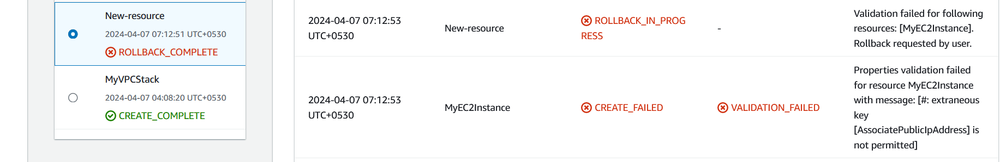 New-resource
2024-04-07 07:12:51 UTC+0530
ROLLBACK_COMPLETE
MyVPCStack
2024-04-07 04:08:20 UTC+0530
CREATE_COMPLETE
2024-04-07 07:12:53
UTC+0530
New-resource
ROLLBACK_IN_PROG
RESS
-
Validation failed for following
resources: [MyEC2Instance].
Rollback requested by user.
2024-04-07 07:12:53
UTC+0530
MyEC2Instance
CREATE_FAILED
VALIDATION_FAILED
Properties validation failed
for resource MyEC2Instance
with message: [#: extraneous
key
[AssociatePublicIpAddress] is
not permitted]